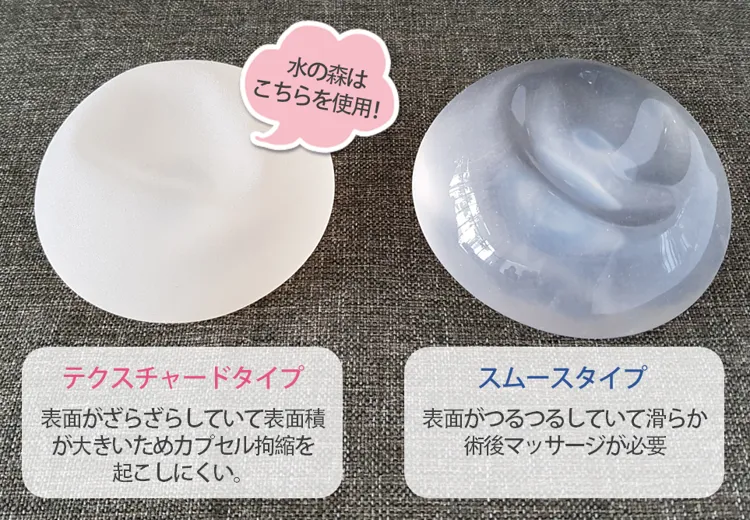 水の森は
こちらを使用!
テクスチャードタイプ
表面がざらざらしていて表面積
が大きいためカプセル拘縮を
起こしにくい。
スムースタイプ
表面がつるつるしていて滑らか
術後マッサージが必要